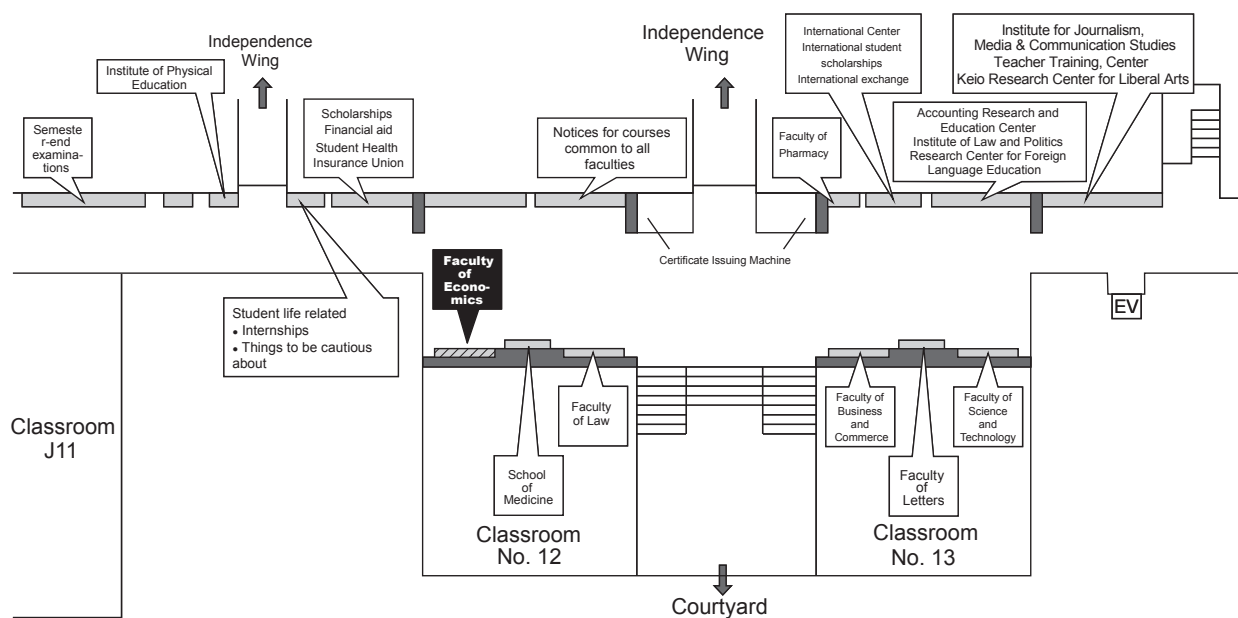 Independence
Wing
Institute of Physical
Education
Semeste
r-end
examina-
tions
Scholarships
Financial aid
Student Health
Insurance Union
Independence
Wing
Notices for courses
common to all
faculties
International Center
International student
scholarships
International exchange
Institute for Journalism,
Media & Communication Studies
Teacher Training, Center
Keio Research Center for Liberal Arts
Faculty of
Pharmacy
Accounting Research and
Education Center
Institute of Law and Politics
Research Center for Foreign
Language Education
Certificate Issuing Machine
Faculty
of
Econo-
mics
Student life related
• Internships
• Things to be cautious
about
EV
Classroom
J11
School
of
Medicine
Faculty
of Law
Classroom
No. 12
Faculty of
Business
and
Commerce
Faculty
of
Letters
Faculty of
Science
and
Technology
Classroom
No. 13
Courtyard